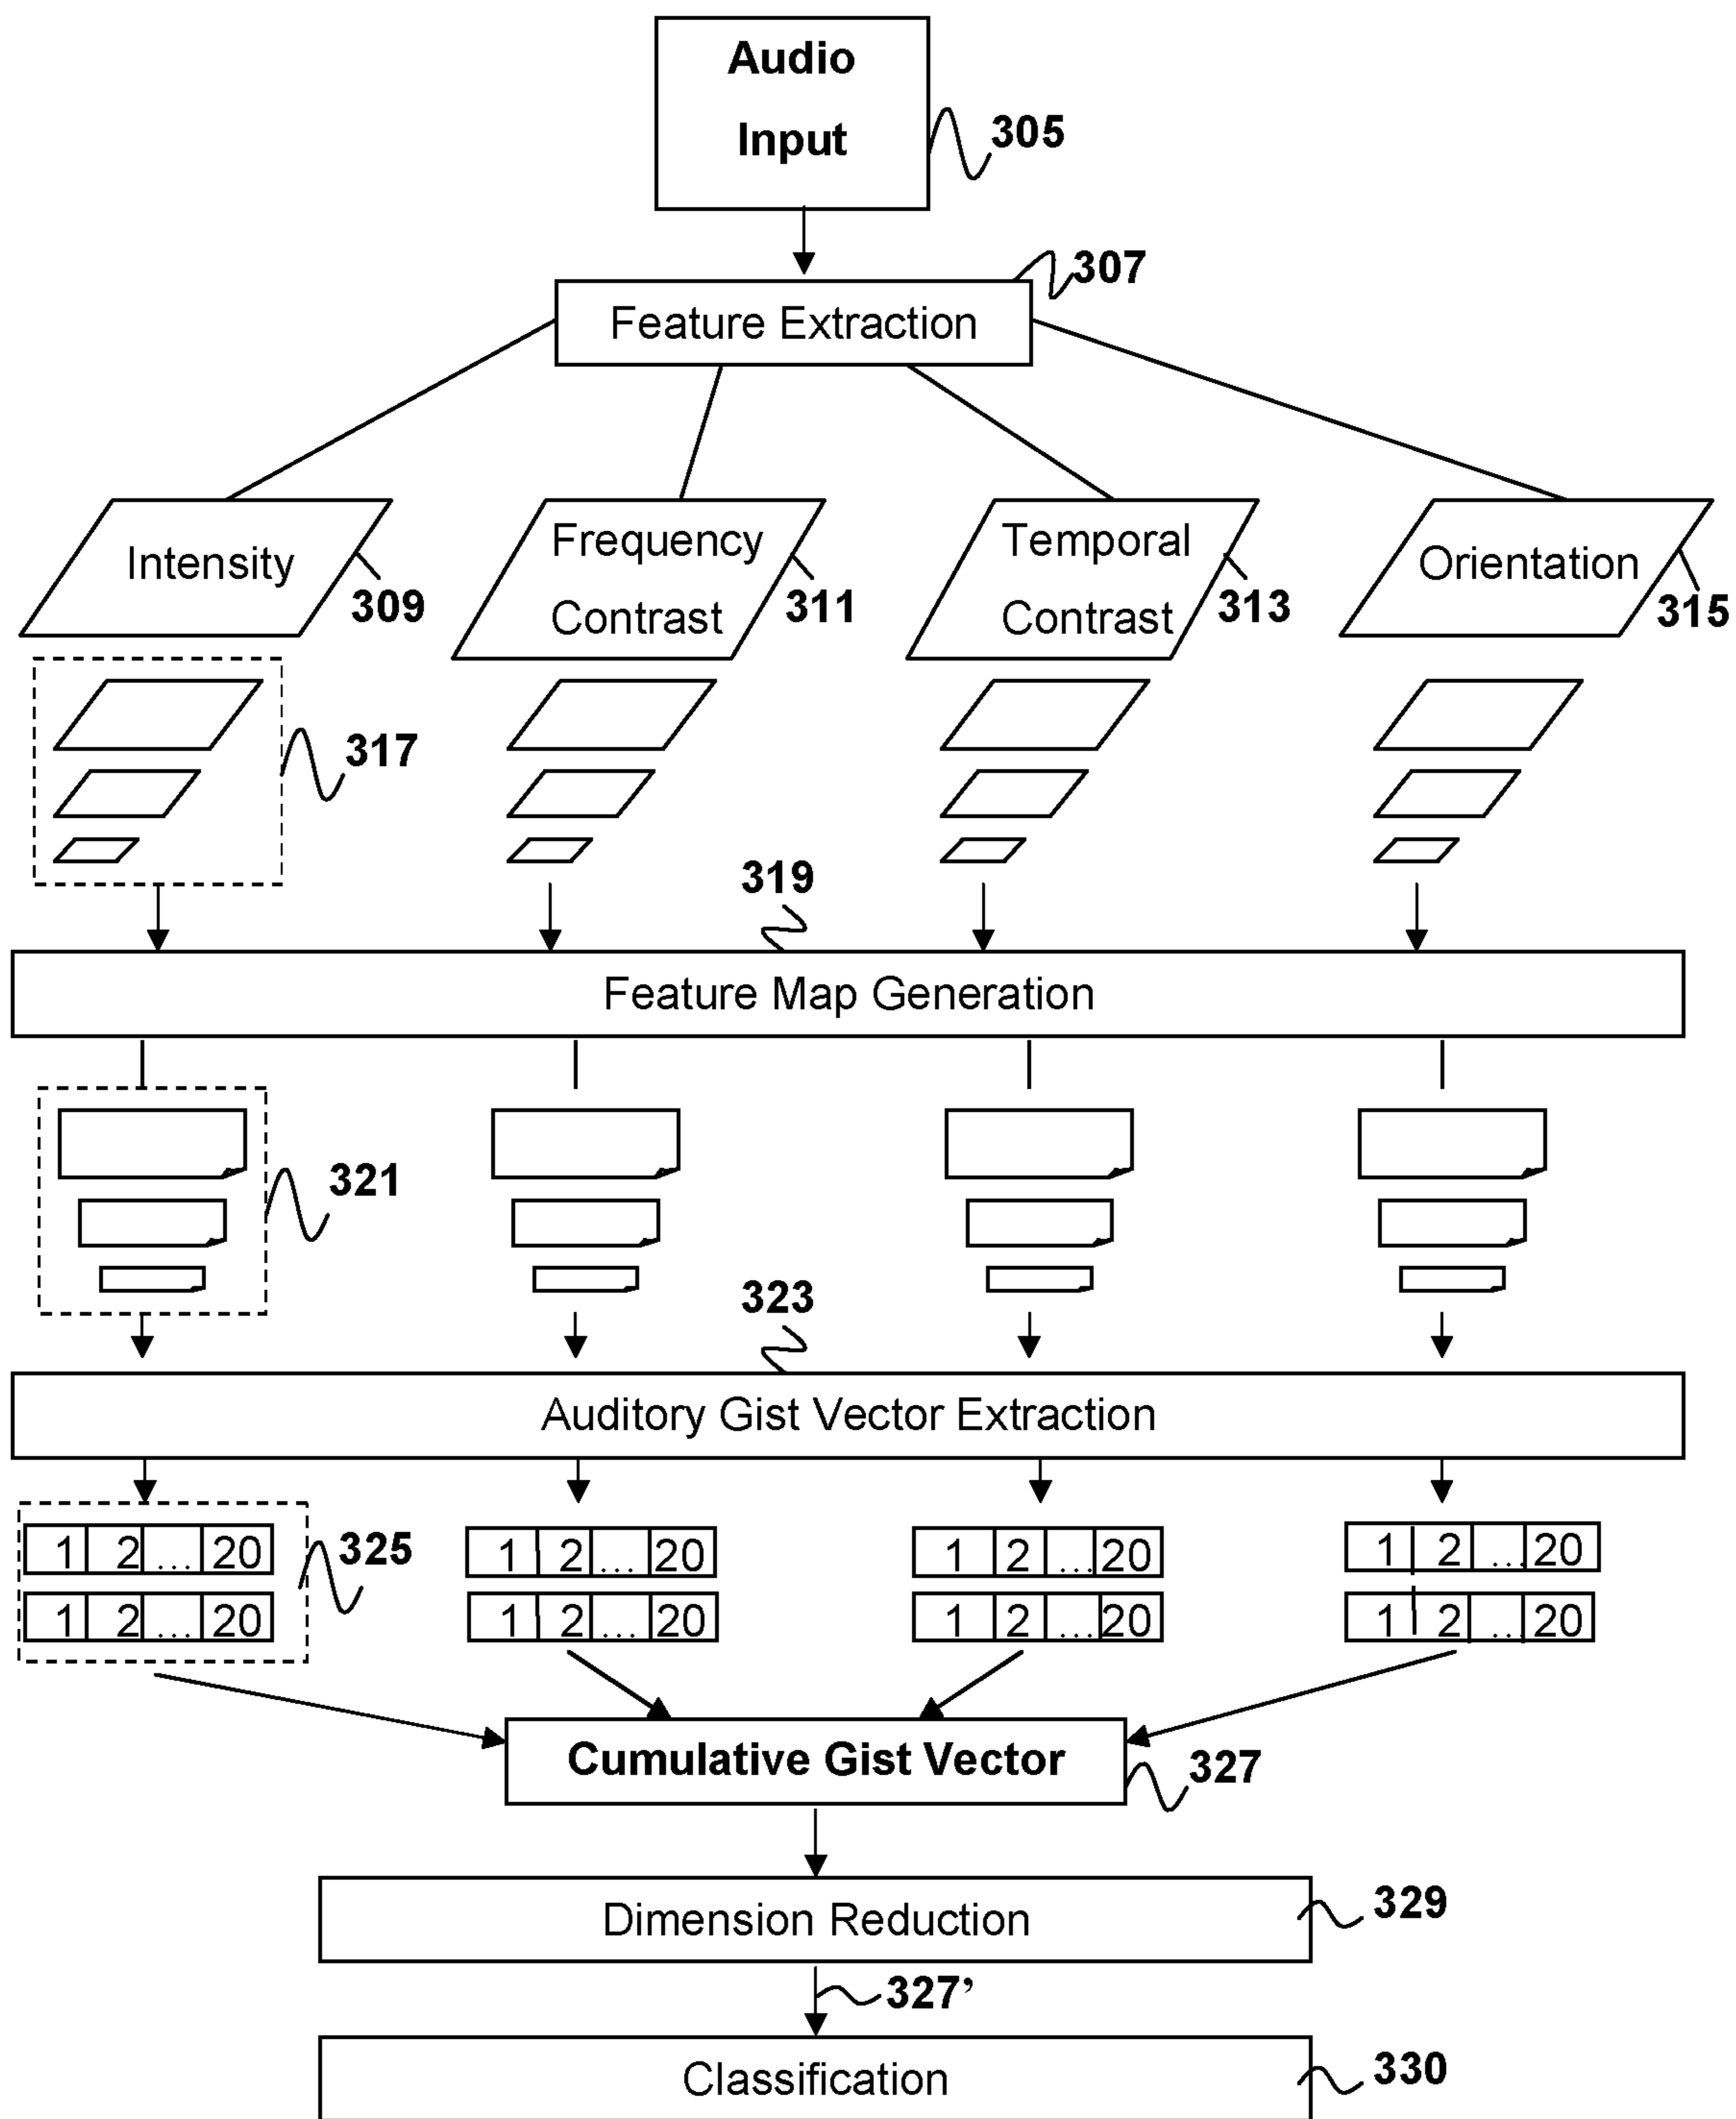 Audio
Input
305
307
Feature Extraction
Intensity
309
Frequency
Contrast
311
Temporal
Contrast
313
Orientation
315
317
319
Feature Map Generation
321
323
Auditory Gist Vector Extraction
1 2 ... 20
1 2 ... 20
325
1 2 ... 20
1 2 ... 20
1 2 ... 20
1 2 ... 20
1 2 ... 20
1 2 ... 20
Cumulative Gist Vector
327
Dimension Reduction
329
327’
Classification
330